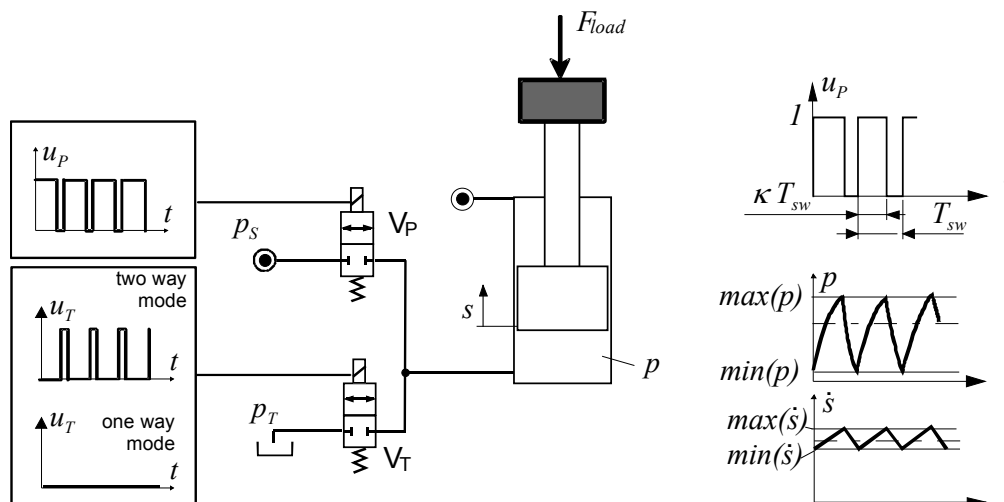 F_load
u_P
t
two way
mode
u_T
t
u_T
one way
mode
t
p_S
V_P
p_T
V_T
s
p
u_P
1
κ T_sw
T_sw
p
max(p)
min(p)
ṡ
max(ṡ)
min(ṡ)